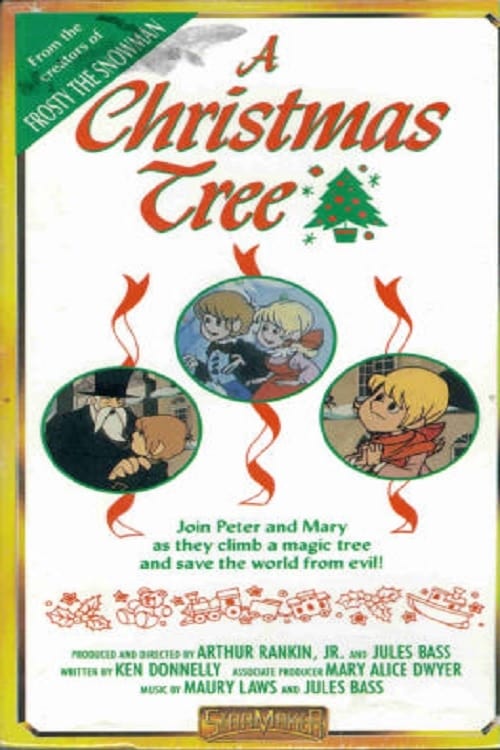 From the
creators of
FROSTY THE SNOWMAN
A
Christmas
Tree
Join Peter and Mary
as they climb a magic tree
and save the world from evil!
PRODUCED AND DIRECTED BY ARTHUR RANKIN, JR. AND JULES BASS
WRITTEN BY KEN DONNELLY ASSOCIATE PRODUCER MARY ALICE DWYER
MUSIC BY MAURY LAWS AND JULES BASS
STARMAKER